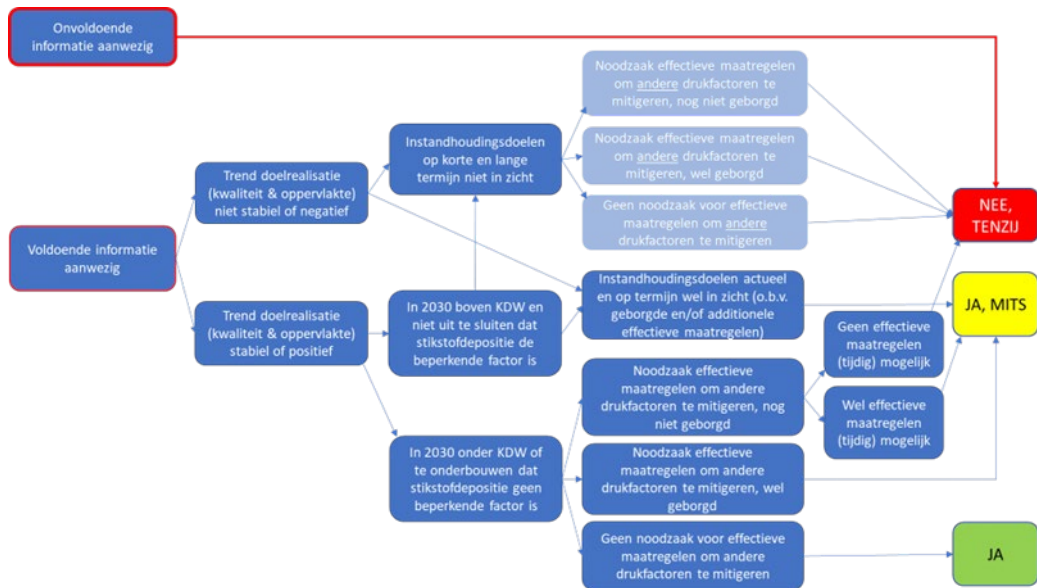 Onvoldoende
informatie aanwezig
Noodzaak effectieve maatregelen
om andere drukfactoren te
mitigeren, nog niet geborgd
Instandhoudingsdoelen
op korte en lange
termijn niet in zicht
Noodzaak effectieve maatregelen
om andere drukfactoren te
mitigeren, wel geborgd
Trend doelrealisatie
(kwaliteit & oppervlakte)
niet stabiel of negatief
Geen noodzaak voor effectieve
maatregelen om andere
drukfactoren te mitigeren
NEE,
TENZIJ
Voldoende informatie
aanwezig
Trend doelrealisatie
(kwaliteit & oppervlakte)
stabiel of positief
In 2030 boven KDW en
niet uit te sluiten dat
stikstofdepositie de
beperkende factor is
Instandhoudingsdoelen actueel
en op termijn wel in zicht (o.b.v.
geborgde en/of additionele
effectieve maatregelen)
JA, MITS
Geen effectieve
maatregelen
(tijdig) mogelijk
Noodzaak effectieve
maatregelen om andere
drukfactoren te mitigeren, nog
niet geborgd
Wel effectieve
maatregelen
(tijdig) mogelijk
In 2030 onder KDW of
te onderbouwen dat
stikstofdepositie geen
beperkende factor is
Noodzaak effectieve
maatregelen om andere
drukfactoren te mitigeren, wel
geborgd
Geen noodzaak voor effectieve
maatregelen om andere
drukfactoren te mitigeren
JA